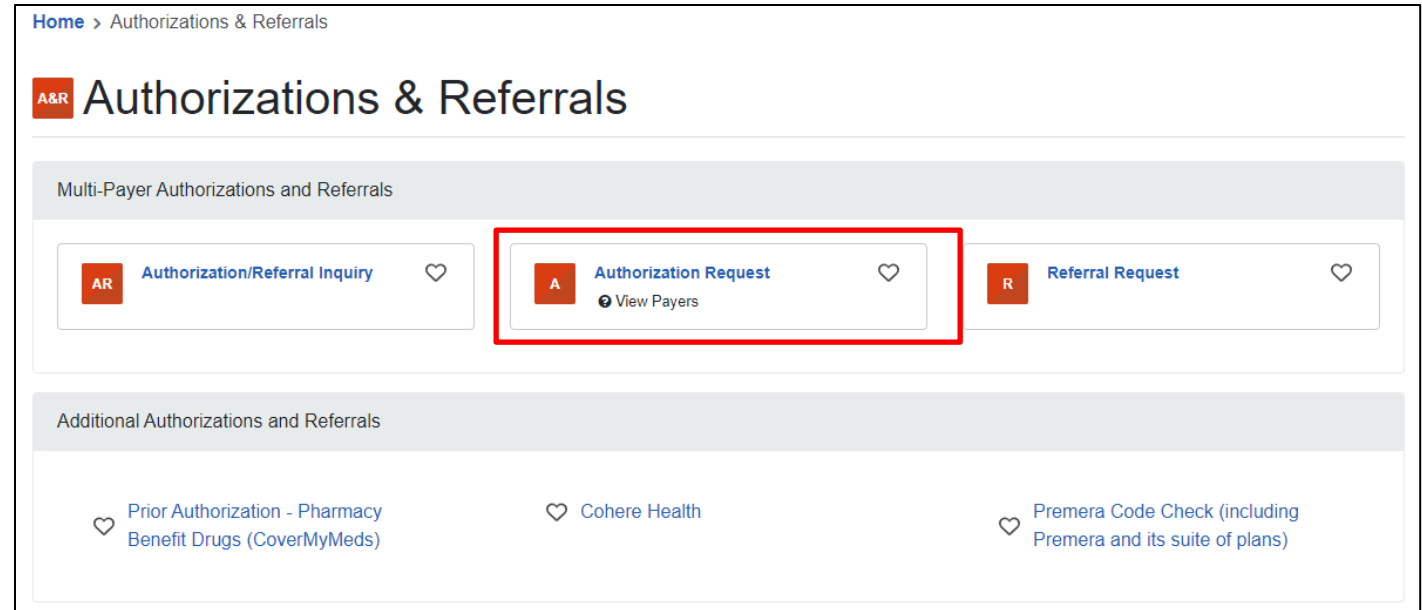 Home > Authorizations & Referrals
A&R Authorizations & Referrals
Multi-Payer Authorizations and Referrals
AR Authorization/Referral Inquiry
A Authorization Request
? View Payers
R Referral Request
Additional Authorizations and Referrals
Prior Authorization - Pharmacy
Benefit Drugs (CoverMyMeds)
Cohere Health
Premera Code Check (including
Premera and its suite of plans)